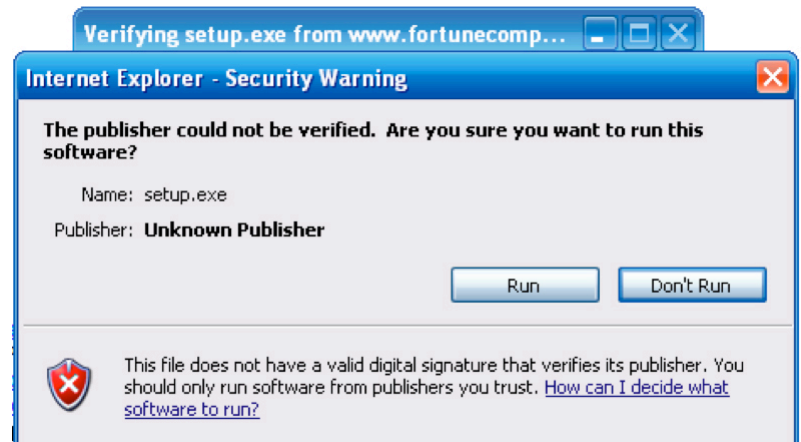 Verifying setup.exe from www.fortunecomp...
Internet Explorer - Security Warning
The publisher could not be verified. Are you sure you want to run this
software?
Name: setup.exe
Publisher: Unknown Publisher
Run Don't Run
This file does not have a valid digital signature that verifies its publisher. You
should only run software from publishers you trust. How can I decide what
software to run?